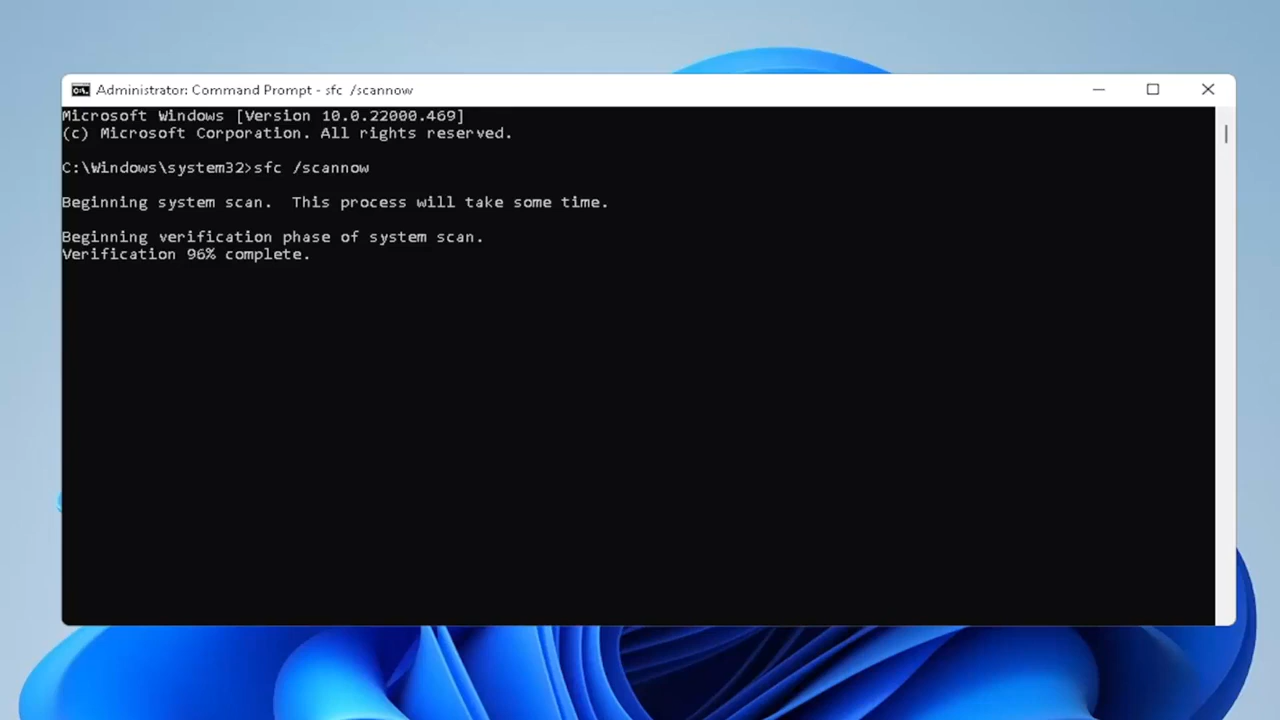 Administrator: Command Prompt - sfc  /scannow
Microsoft Windows [Version 10.0.22000.469]
(c) Microsoft Corporation. All rights reserved.
C:\Windows\system32>sfc /scannow
Beginning system scan.  This process will take some time.
Beginning verification phase of system scan.
Verification 96% complete.